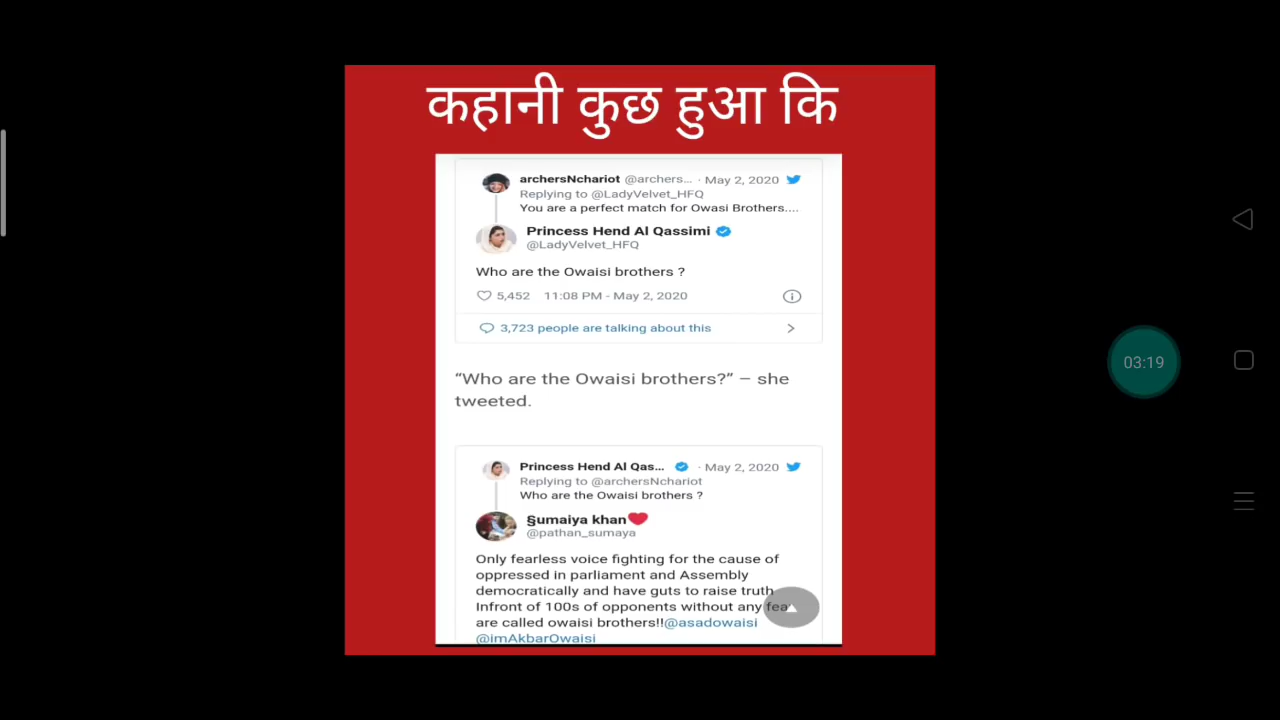 कहानी कुछ हुआ कि
archersNchariot @archers... · May 2, 2020
Replying to @LadyVelvet_HFQ
You are a perfect match for Owasi Brothers....
Princess Hend Al Qassimi
@LadyVelvet_HFQ
Who are the Owaisi brothers ?
5,452 11:08 PM - May 2, 2020
3,723 people are talking about this
“Who are the Owaisi brothers?” – she
tweeted.
Princess Hend Al Qas... · May 2, 2020
Replying to @archersNchariot
Who are the Owaisi brothers ?
§umaiya khan❤
@pathan_sumaya
Only fearless voice fighting for the cause of
oppressed in parliament and Assembly
democratically and have guts to raise truth
Infront of 100s of opponents without any fear
are called owaisi brothers!!@asadowaisi
@imAkbarOwaisi
03:19